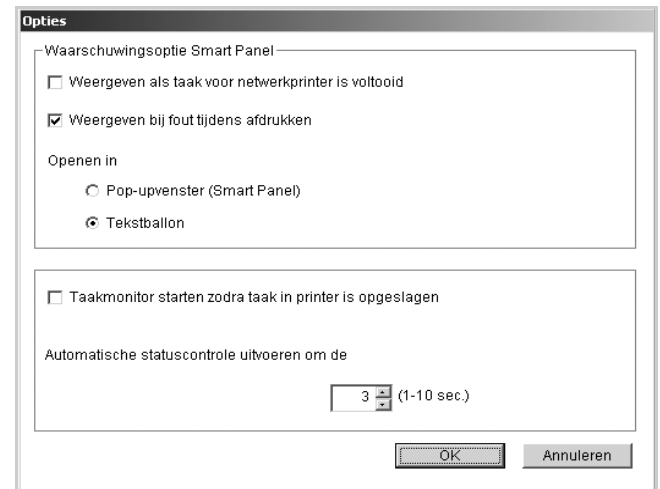 Opties
Waarschuwingsoptie Smart Panel
Weergeven als taak voor netwerkprinter is voltooid
Weergeven bij fout tijdens afdrukken
Openen in
Pop-upvenster (Smart Panel)
Tekstballon
Taakmonitor starten zodra taak in printer is opgeslagen
Automatische statuscontrole uitvoeren om de
3 (1-10 sec.)
OK Annuleren